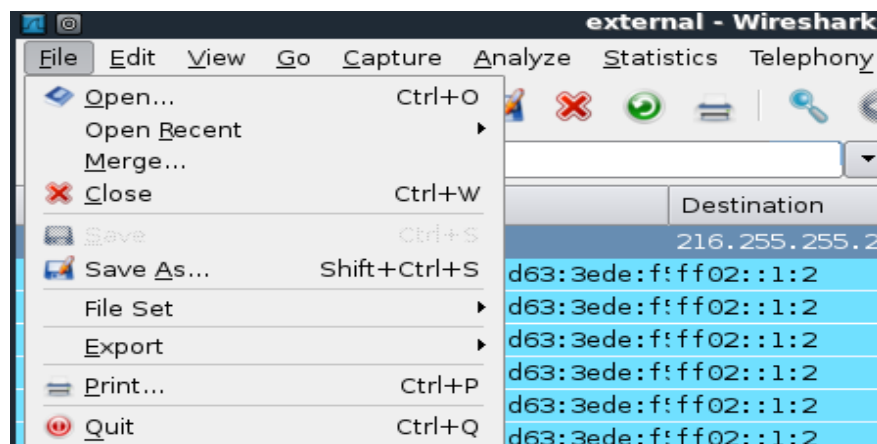 external - Wireshark
File Edit View Go Capture Analyze Statistics Telephony
Open... Ctrl+O
Open Recent
Merge...
Close Ctrl+W
Destination
Save Ctrl+S
216.255.255.2
Save As... Shift+Ctrl+S
d63:3ede:f ff02::1:2
File Set
d63:3ede:f ff02::1:2
Export
d63:3ede:f ff02::1:2
d63:3ede:f ff02::1:2
Print... Ctrl+P
d63:3ede:f ff02::1:2
Quit Ctrl+Q
d63:3ede:f ff02::1:2